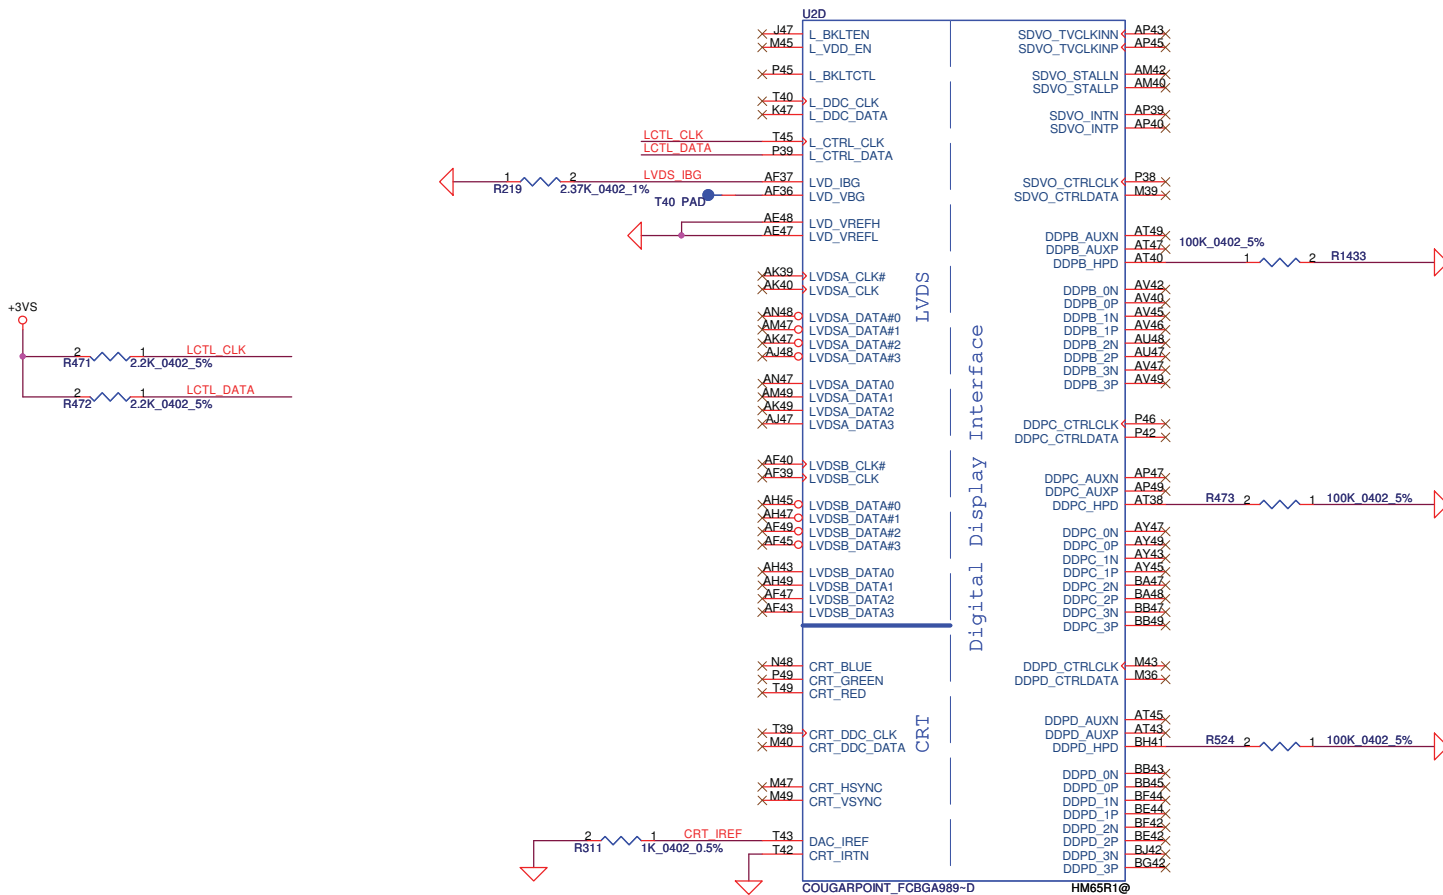 U2D
J47 L_BKLTEN SDVO_TVCLKINN AP43
M45 L_VDD_EN SDVO_TVCLKINP AP45
P45 L_BKLTCTL SDVO_STALLN AM42
SDVO_STALLP AM40
T40 L_DDC_CLK
K47 L_DDC_DATA SDVO_INTN AP39
SDVO_INTP AP40
LCTL_CLK T45 L_CTRL_CLK
LCTL_DATA P39 L_CTRL_DATA
1 R219 2 2.37K_0402_1% LVDS_IBG AF37 LVD_IBG SDVO_CTRLCLK P38
T40 PAD AF36 LVD_VBG SDVO_CTRLDATA M39
AE48 LVD_VREFH
AE47 LVD_VREFL DDPB_AUXN AT49
DDPB_AUXP AT47 100K_0402_5%
DDPB_HPD AT40 1 2 R1433
AK39 LVDSA_CLK#
AK40 LVDSA_CLK DDPB_0N AV42
DDPB_0P AV40
AN48 LVDSA_DATA#0 DDPB_1N AV45
AM47 LVDSA_DATA#1 DDPB_1P AV46
AK47 LVDSA_DATA#2 DDPB_2N AU48
AJ48 LVDSA_DATA#3 DDPB_2P AU47
DDPB_3N AV47
AN47 LVDSA_DATA0 DDPB_3P AV49
AM49 LVDSA_DATA1
AK49 LVDSA_DATA2
AJ47 LVDSA_DATA3 DDPC_CTRLCLK P46
DDPC_CTRLDATA P42
LVDS
Digital Display Interface
+3VS
2 R471 1 2.2K_0402_5% LCTL_CLK
2 R472 1 2.2K_0402_5% LCTL_DATA
AF40 LVDSB_CLK#
AF39 LVDSB_CLK DDPC_AUXN AP47
DDPC_AUXP AP49
AH45 LVDSB_DATA#0 DDPC_HPD AT38 R473 2 1 100K_0402_5%
AH47 LVDSB_DATA#1
AF49 LVDSB_DATA#2 DDPC_0N AY47
AF45 LVDSB_DATA#3 DDPC_0P AY49
DDPC_1N AY43
AH43 LVDSB_DATA0 DDPC_1P AY45
AH49 LVDSB_DATA1 DDPC_2N BA47
AF47 LVDSB_DATA2 DDPC_2P BA48
AF43 LVDSB_DATA3 DDPC_3N BB47
DDPC_3P BB49
N48 CRT_BLUE DDPD_CTRLCLK M43
P49 CRT_GREEN DDPD_CTRLDATA M36
T49 CRT_RED
CRT
DDPD_AUXN AT45
T39 CRT_DDC_CLK DDPD_AUXP AT43
M40 CRT_DDC_DATA DDPD_HPD BH41 R524 2 1 100K_0402_5%
DDPD_0N BB43
M47 CRT_HSYNC DDPD_0P BB45
M49 CRT_VSYNC DDPD_1N BF44
DDPD_1P BE44
DDPD_2N BF42
2 R311 1 1K_0402_0.5% CRT_IREF T43 DAC_IREF DDPD_2P BE42
T42 CRT_IRTN DDPD_3N BJ42
DDPD_3P BG42
COUGARPOINT_FCBGA989~D HM65R1@